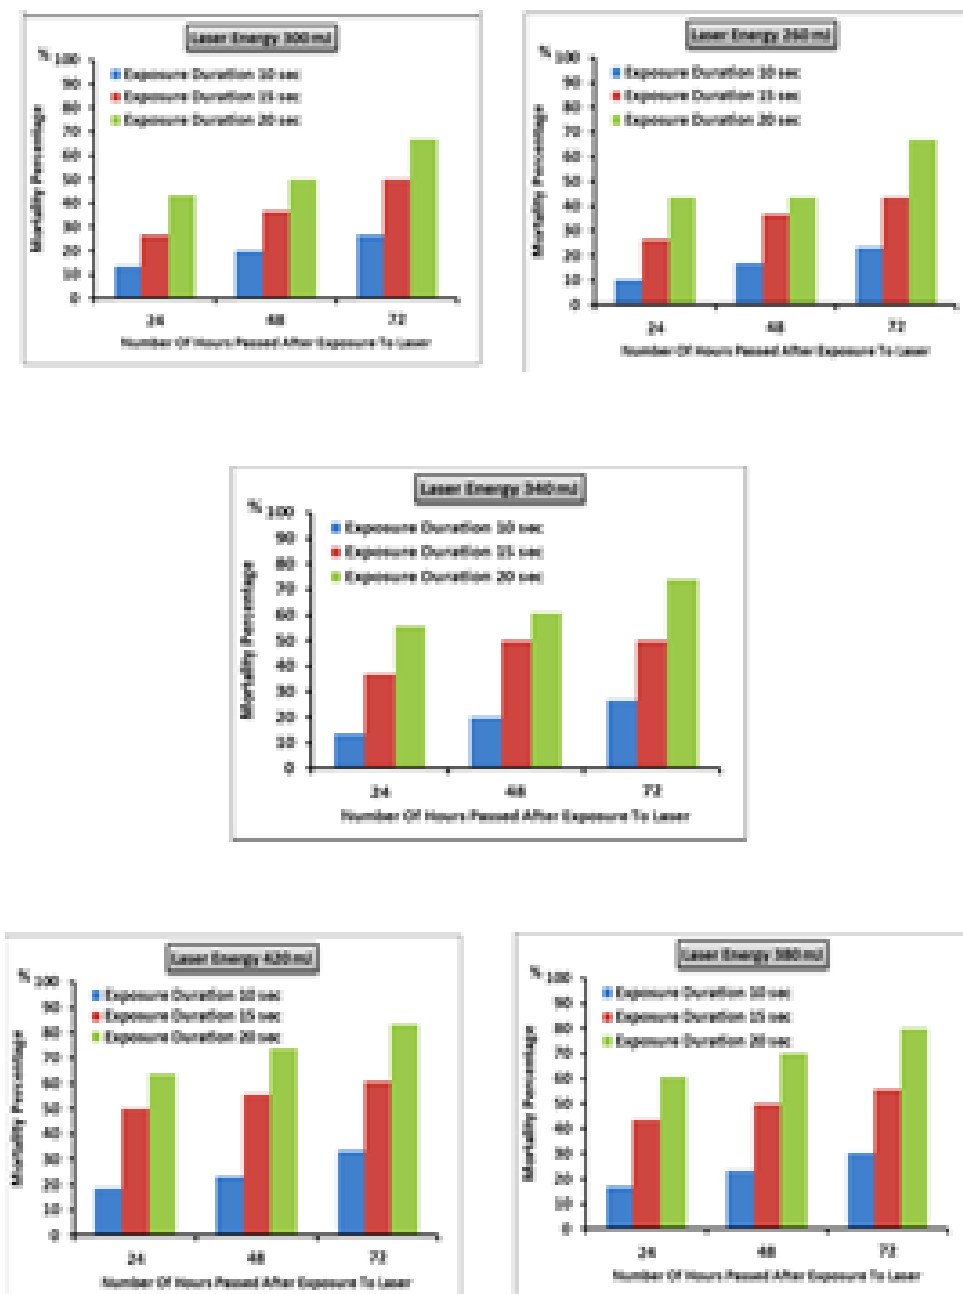 Laser Energy 300 mJ
%
Exposure Duration 10 sec
Exposure Duration 15 sec
Exposure Duration 20 sec
Mortality Percentage
100
90
80
70
60
50
40
30
20
10
0
24 48 72
Number Of Hours Passed After Exposure To Laser
Laser Energy 260 mJ
%
Exposure Duration 10 sec
Exposure Duration 15 sec
Exposure Duration 20 sec
Mortality Percentage
100
90
80
70
60
50
40
30
20
10
0
24 48 72
Number Of Hours Passed After Exposure To Laser
Laser Energy 340 mJ
%
Exposure Duration 10 sec
Exposure Duration 15 sec
Exposure Duration 20 sec
Mortality Percentage
100
90
80
70
60
50
40
30
20
10
0
24 48 72
Number Of Hours Passed After Exposure To Laser
Laser Energy 420 mJ
%
Exposure Duration 10 sec
Exposure Duration 15 sec
Exposure Duration 20 sec
Mortality Percentage
100
90
80
70
60
50
40
30
20
10
0
24 48 72
Number Of Hours Passed After Exposure To Laser
Laser Energy 380 mJ
%
Exposure Duration 10 sec
Exposure Duration 15 sec
Exposure Duration 20 sec
Mortality Percentage
100
90
80
70
60
50
40
30
20
10
0
24 48 72
Number Of Hours Passed After Exposure To Laser